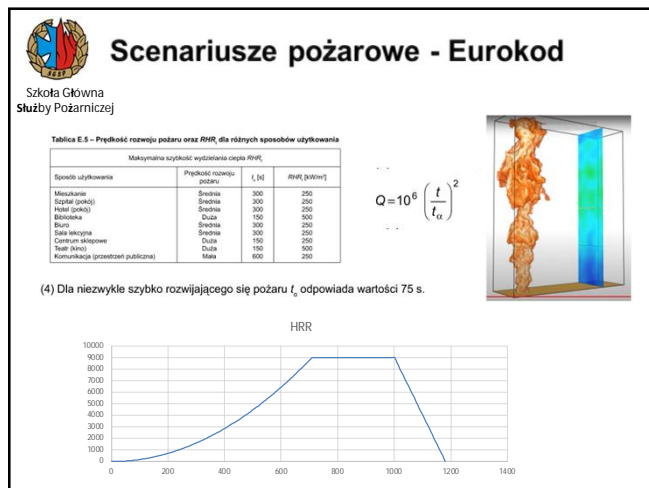 Scenariusze pożarowe - Eurokod
SGSP
Szkoła Główna
Służby Pożarniczej
Tablica E.5 – Prędkość rozwoju pożaru oraz RHRf dla różnych sposobów użytkowania
Maksymalna szybkość wydzielania ciepła RHRf
Sposób użytkowania Prędkość rozwoju pożaru tα [s] RHRf [kW/m²]
Mieszkanie Średnia 300 250
Szpital (pokój) Średnia 300 250
Hotel (pokój) Średnia 300 250
Biblioteka Duża 150 500
Biuro Średnia 300 250
Sala lekcyjna Średnia 300 250
Centrum sklepowe Duża 150 250
Teatr (kino) Duża 150 500
Komunikacja (przestrzeń publiczna) Mała 600 250
Q=10⁶ (t/tα)²
(4) Dla niezwykle szybko rozwijającego się pożaru tα odpowiada wartości 75 s.
HRR
10000
9000
8000
7000
6000
5000
4000
3000
2000
1000
0
0 200 400 600 800 1000 1200 1400